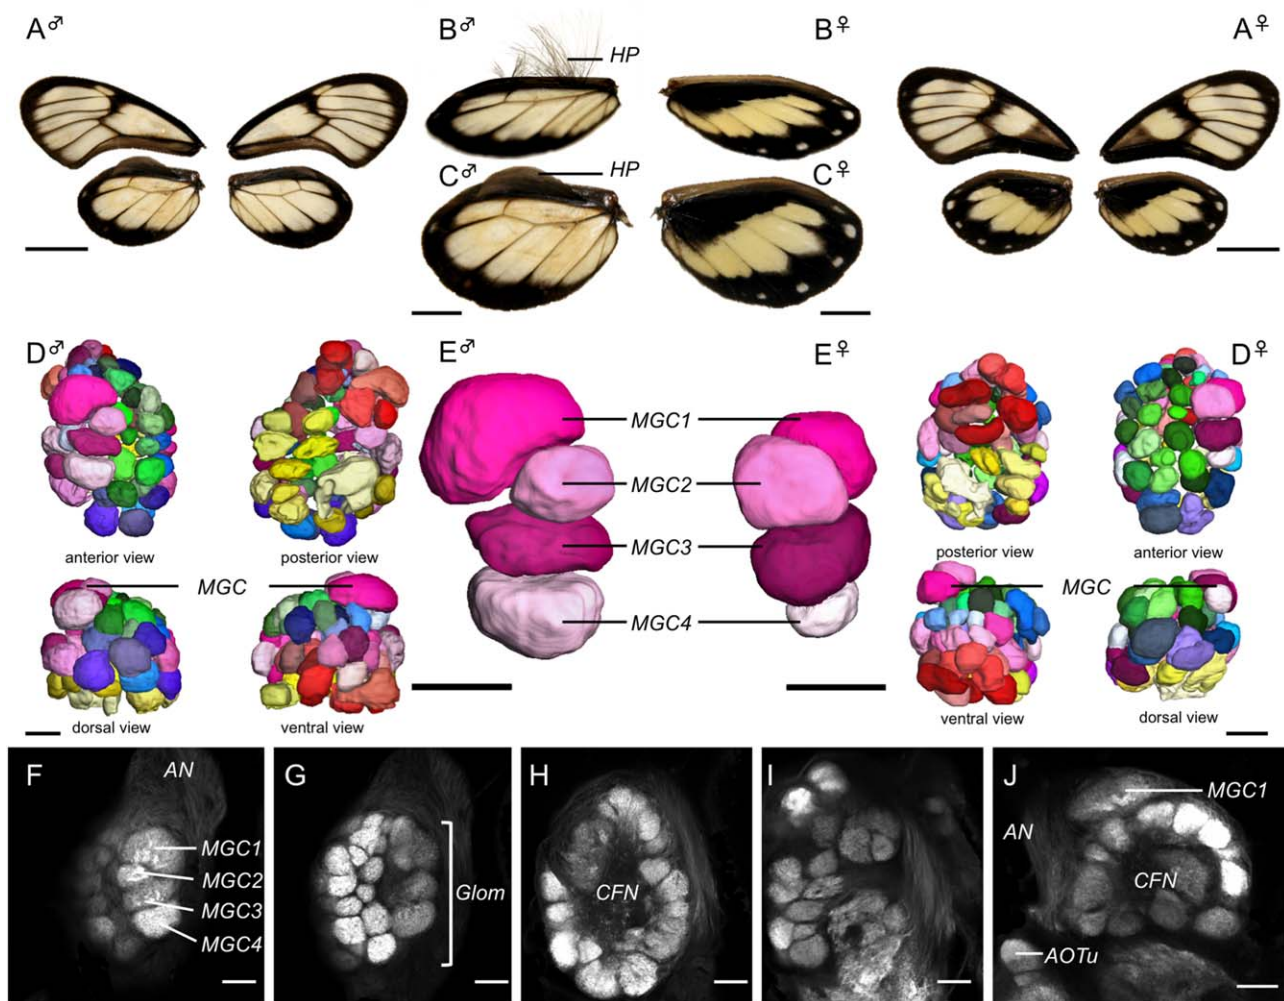 A♂
B♂
HP
B♀
A♀
C♂
HP
C♀
D♂
E♂
E♀
D♀
MGC1
MGC2
MGC3
MGC4
anterior view
posterior view
posterior view
anterior view
MGC
MGC
dorsal view
ventral view
ventral view
dorsal view
F
AN
MGC1
MGC2
MGC3
MGC4
G
Glom
H
CFN
I
J
MGC1
AN
CFN
AOTu